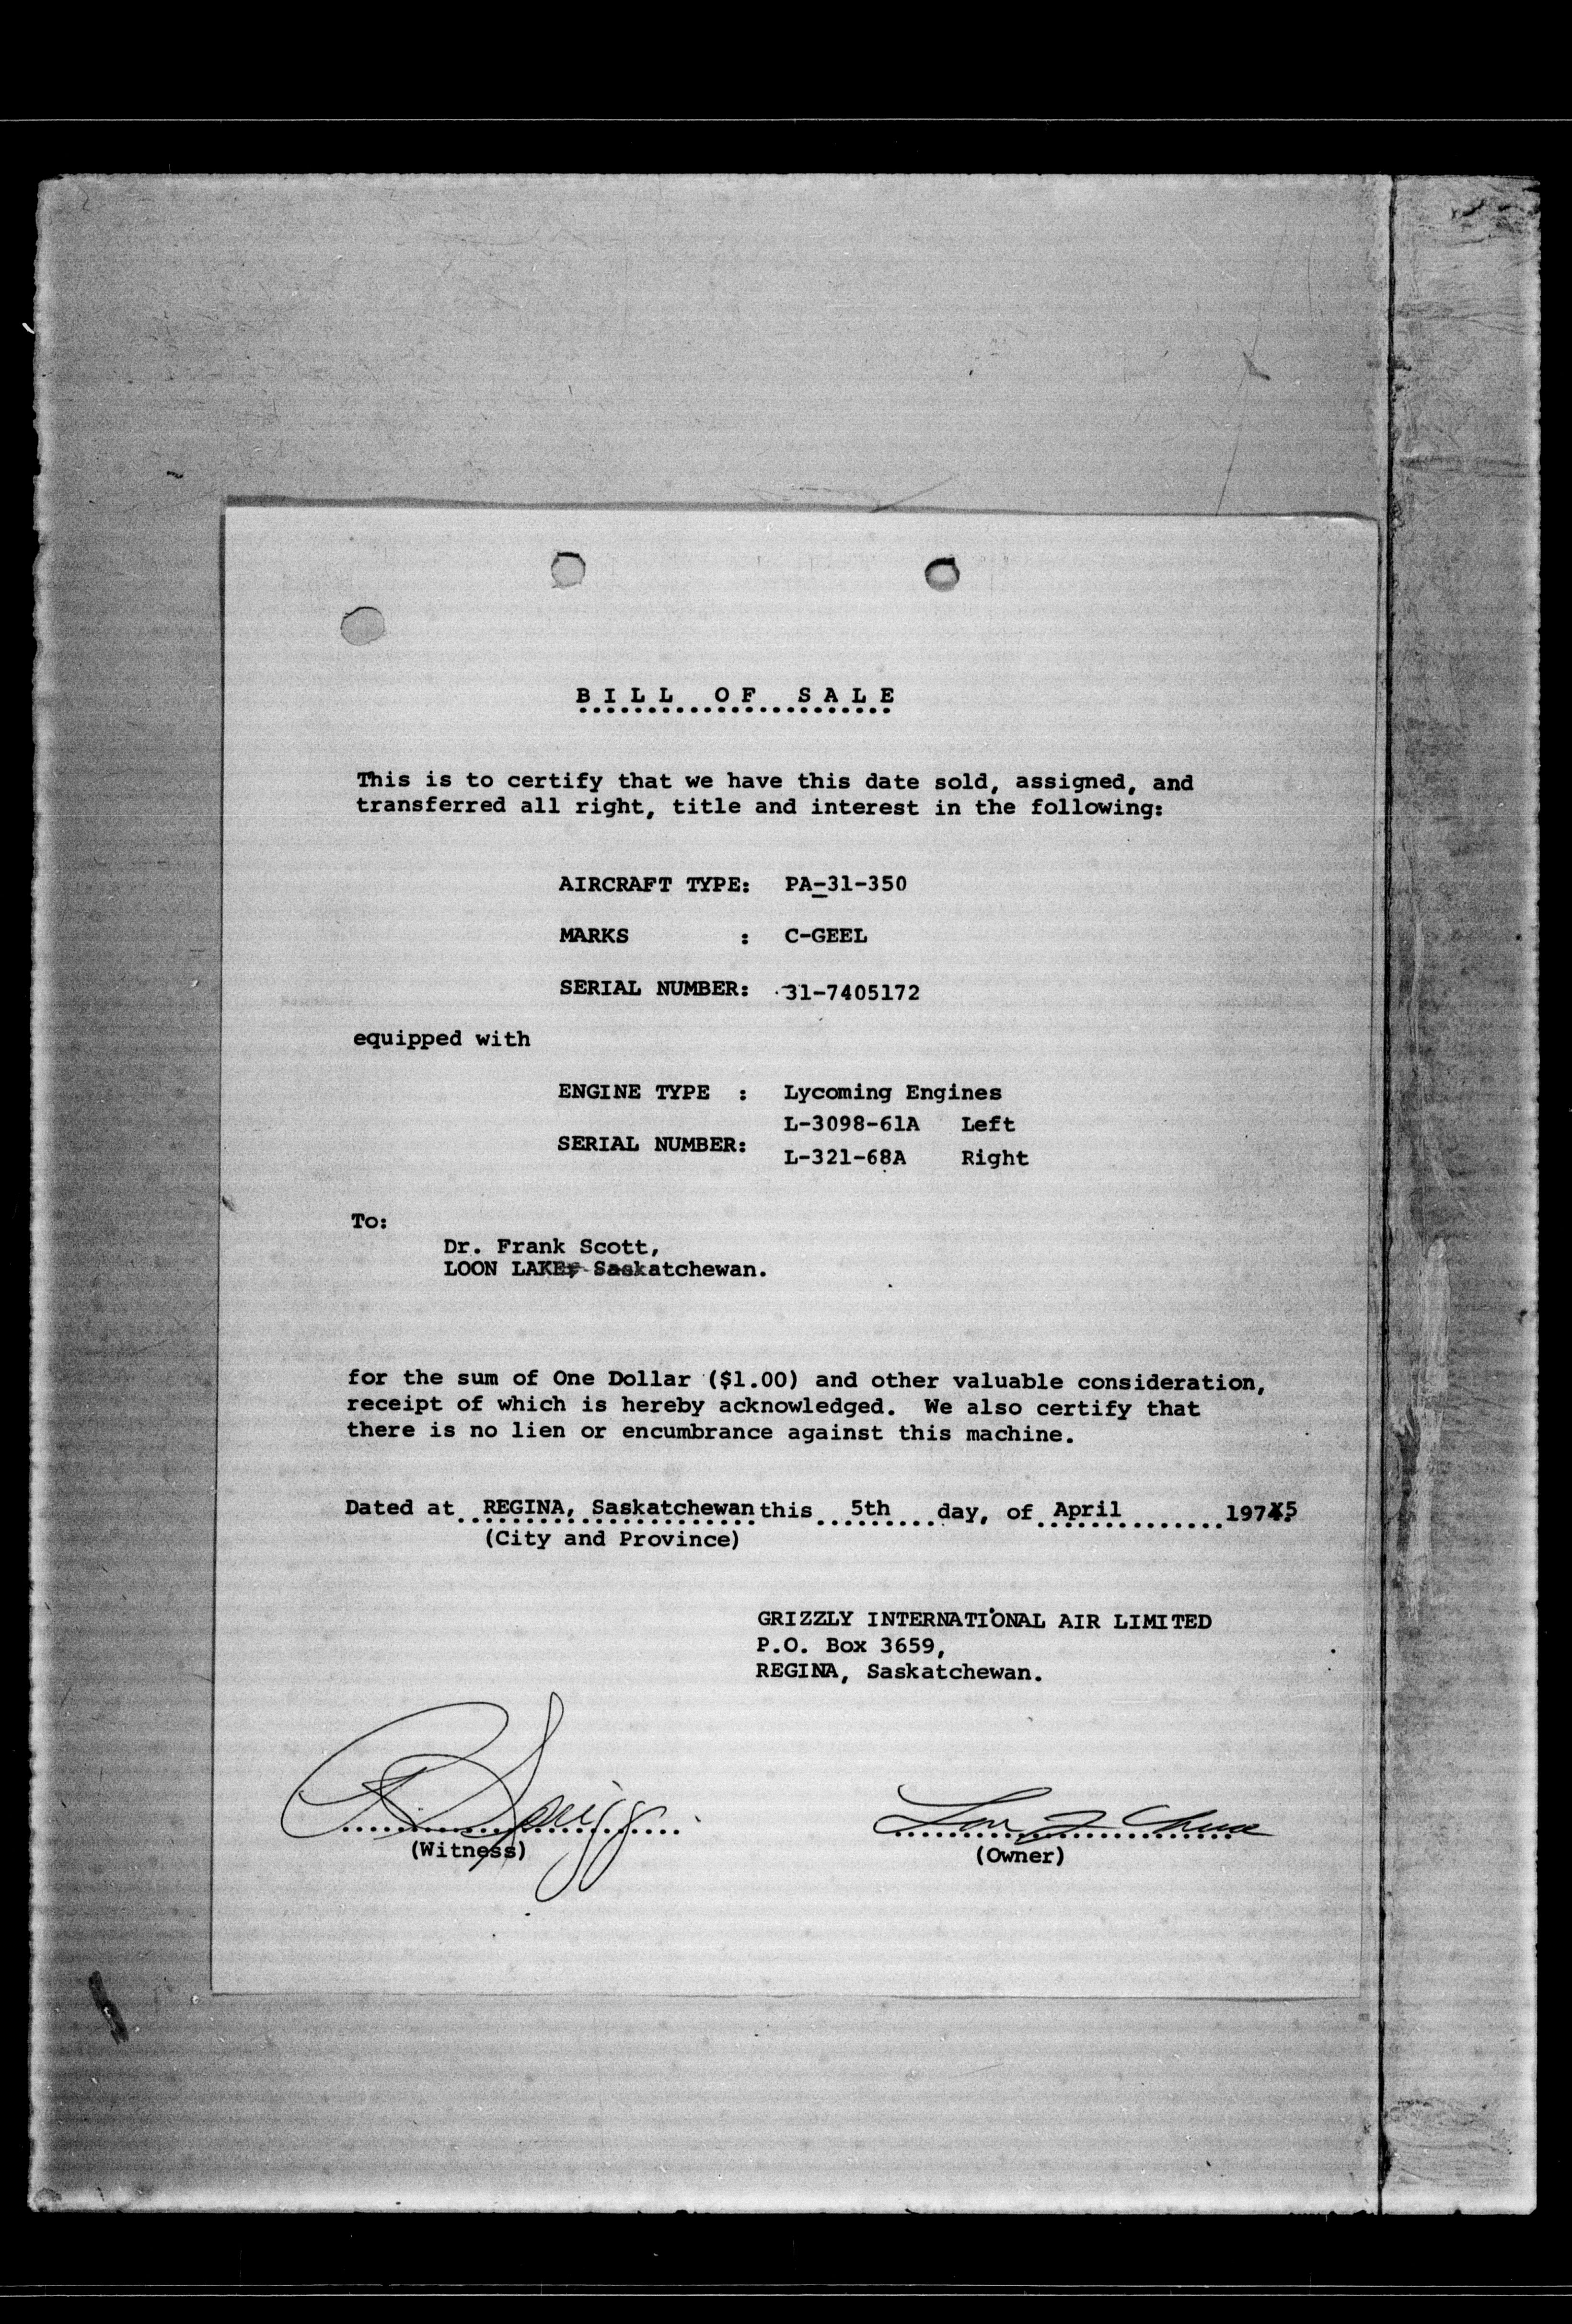 BILL OF SALE
This is to certify that we have this date sold, assigned, and
transferred all right, title and interest in the following:
AIRCRAFT TYPE: PA-31-350
MARKS : C-GEEL
SERIAL NUMBER: 31-7405172
equipped with
ENGINE TYPE : Lycoming Engines
L-3098-61A Left
SERIAL NUMBER:
L-321-68A Right
To:
Dr. Frank Scott,
LOON LAKE, Saskatchewan.
for the sum of One Dollar ($1.00) and other valuable consideration,
receipt of which is hereby acknowledged. We also certify that
there is no lien or encumbrance against this machine.
Dated at REGINA, Saskatchewan this 5th day, of April 1975
(City and Province)
GRIZZLY INTERNATIONAL AIR LIMITED
P.O. Box 3659,
REGINA, Saskatchewan.
(Witness)
(Owner)